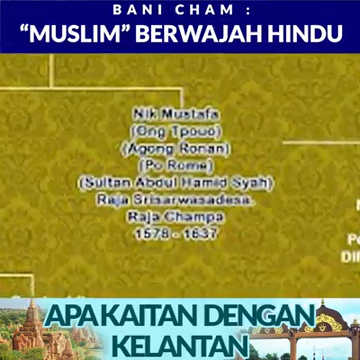 BANI CHAM :
“MUSLIM” BERWAJAH HINDU
Nik Mustafa
(Ong Tpouo)
(Agong Ronan)
(Po Rome)
(Sultan Abdul Hamid Syah)
Raja Srisarwasadesa.
Raja Champa
1578 - 1637
APA KAITAN DENGAN
KELANTAN